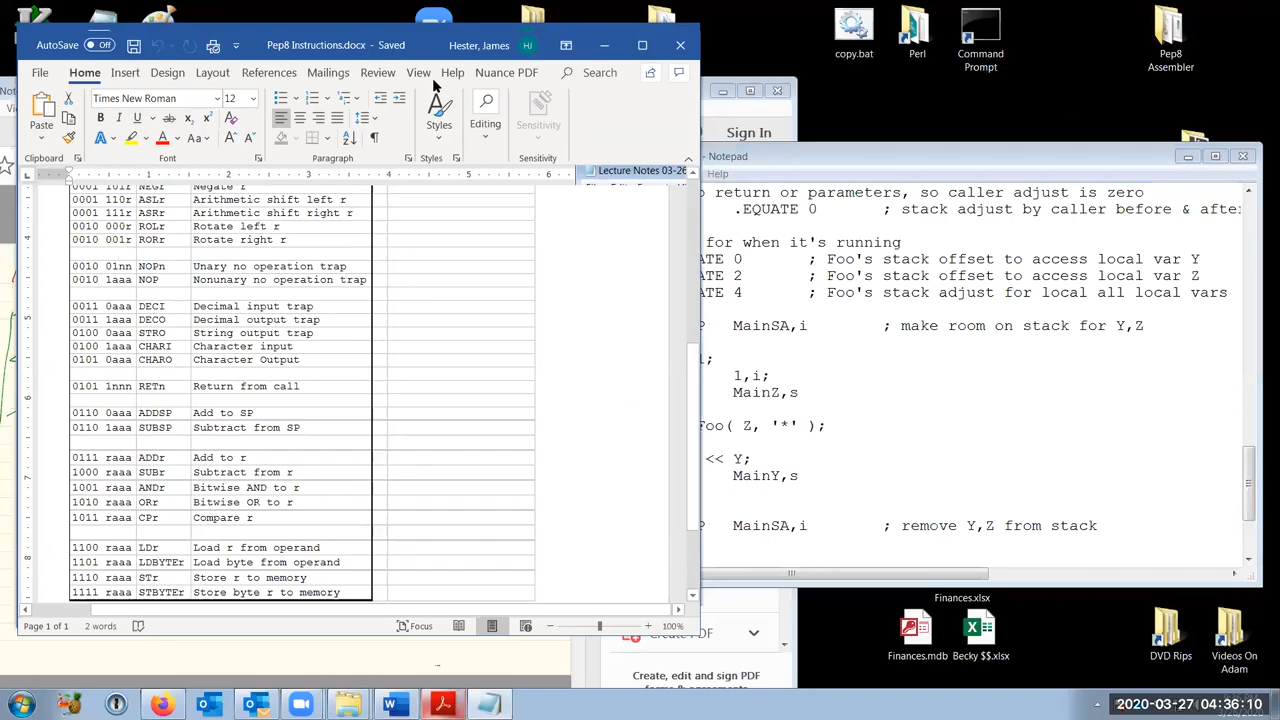 AutoSave Off Pep8 Instructions.docx - Saved Hester, James HJ
File Home Insert Design Layout References Mailings Review View Help Nuance PDF Search
Times New Roman 12
Paste
Styles
Editing
Sensitivity
Clipboard Font Paragraph Styles Sensitivity
1 2 3 4 5 6
0001 101r NEGr Negate r
0001 110r ASLr Arithmetic shift left r
0001 111r ASRr Arithmetic shift right r
0010 000r ROLr Rotate left r
0010 001r RORr Rotate right r
0010 01nn NOPn Unary no operation trap
0010 1aaa NOP Nonunary no operation trap
0011 0aaa DECI Decimal input trap
0011 1aaa DECO Decimal output trap
0100 0aaa STRO String output trap
0100 1aaa CHARI Character input
0101 0aaa CHARO Character Output
0101 1nnn RETn Return from call
0110 0aaa ADDSP Add to SP
0110 1aaa SUBSP Subtract from SP
0111 raaa ADDr Add to r
1000 raaa SUBr Subtract from r
1001 raaa ANDr Bitwise AND to r
1010 raaa ORr Bitwise OR to r
1011 raaa CPr Compare r
1100 raaa LDr Load r from operand
1101 raaa LDBYTEr Load byte from operand
1110 raaa STr Store r to memory
1111 raaa STBYTEr Store byte r to memory
Page 1 of 1 2 words Focus 100%
Lecture Notes 03-26
Sign In
- Notepad
Help
o return or parameters, so caller adjust is zero
.EQUATE 0 ; stack adjust by caller before & afte
for when it's running
ATE 0 ; Foo's stack offset to access local var Y
ATE 2 ; Foo's stack offset to access local var Z
ATE 4 ; Foo's stack adjust for local all local vars
P MainSA,i ; make room on stack for Y,Z
1;
1,i;
MainZ,s
Foo( Z, '*' );
<< Y;
MainY,s
P MainSA,i ; remove Y,Z from stack
copy.bat
Perl
Command
Prompt
Pep8
Assembler
Finances.xlsx
Finances.mdb
Becky $$.xlsx
DVD Rips
Videos On
Adam
Create PDF
Create, edit and sign PDF
2020-03-27 04:36:10